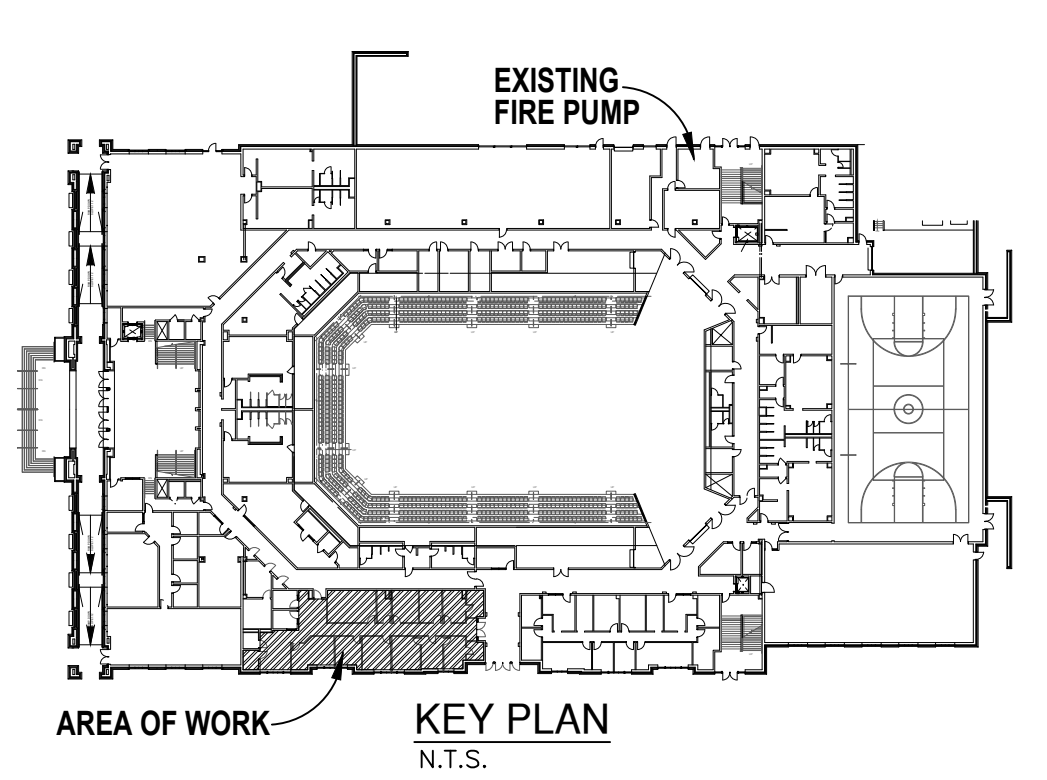 EXISTING
FIRE PUMP
AREA OF WORK
KEY PLAN
N.T.S.